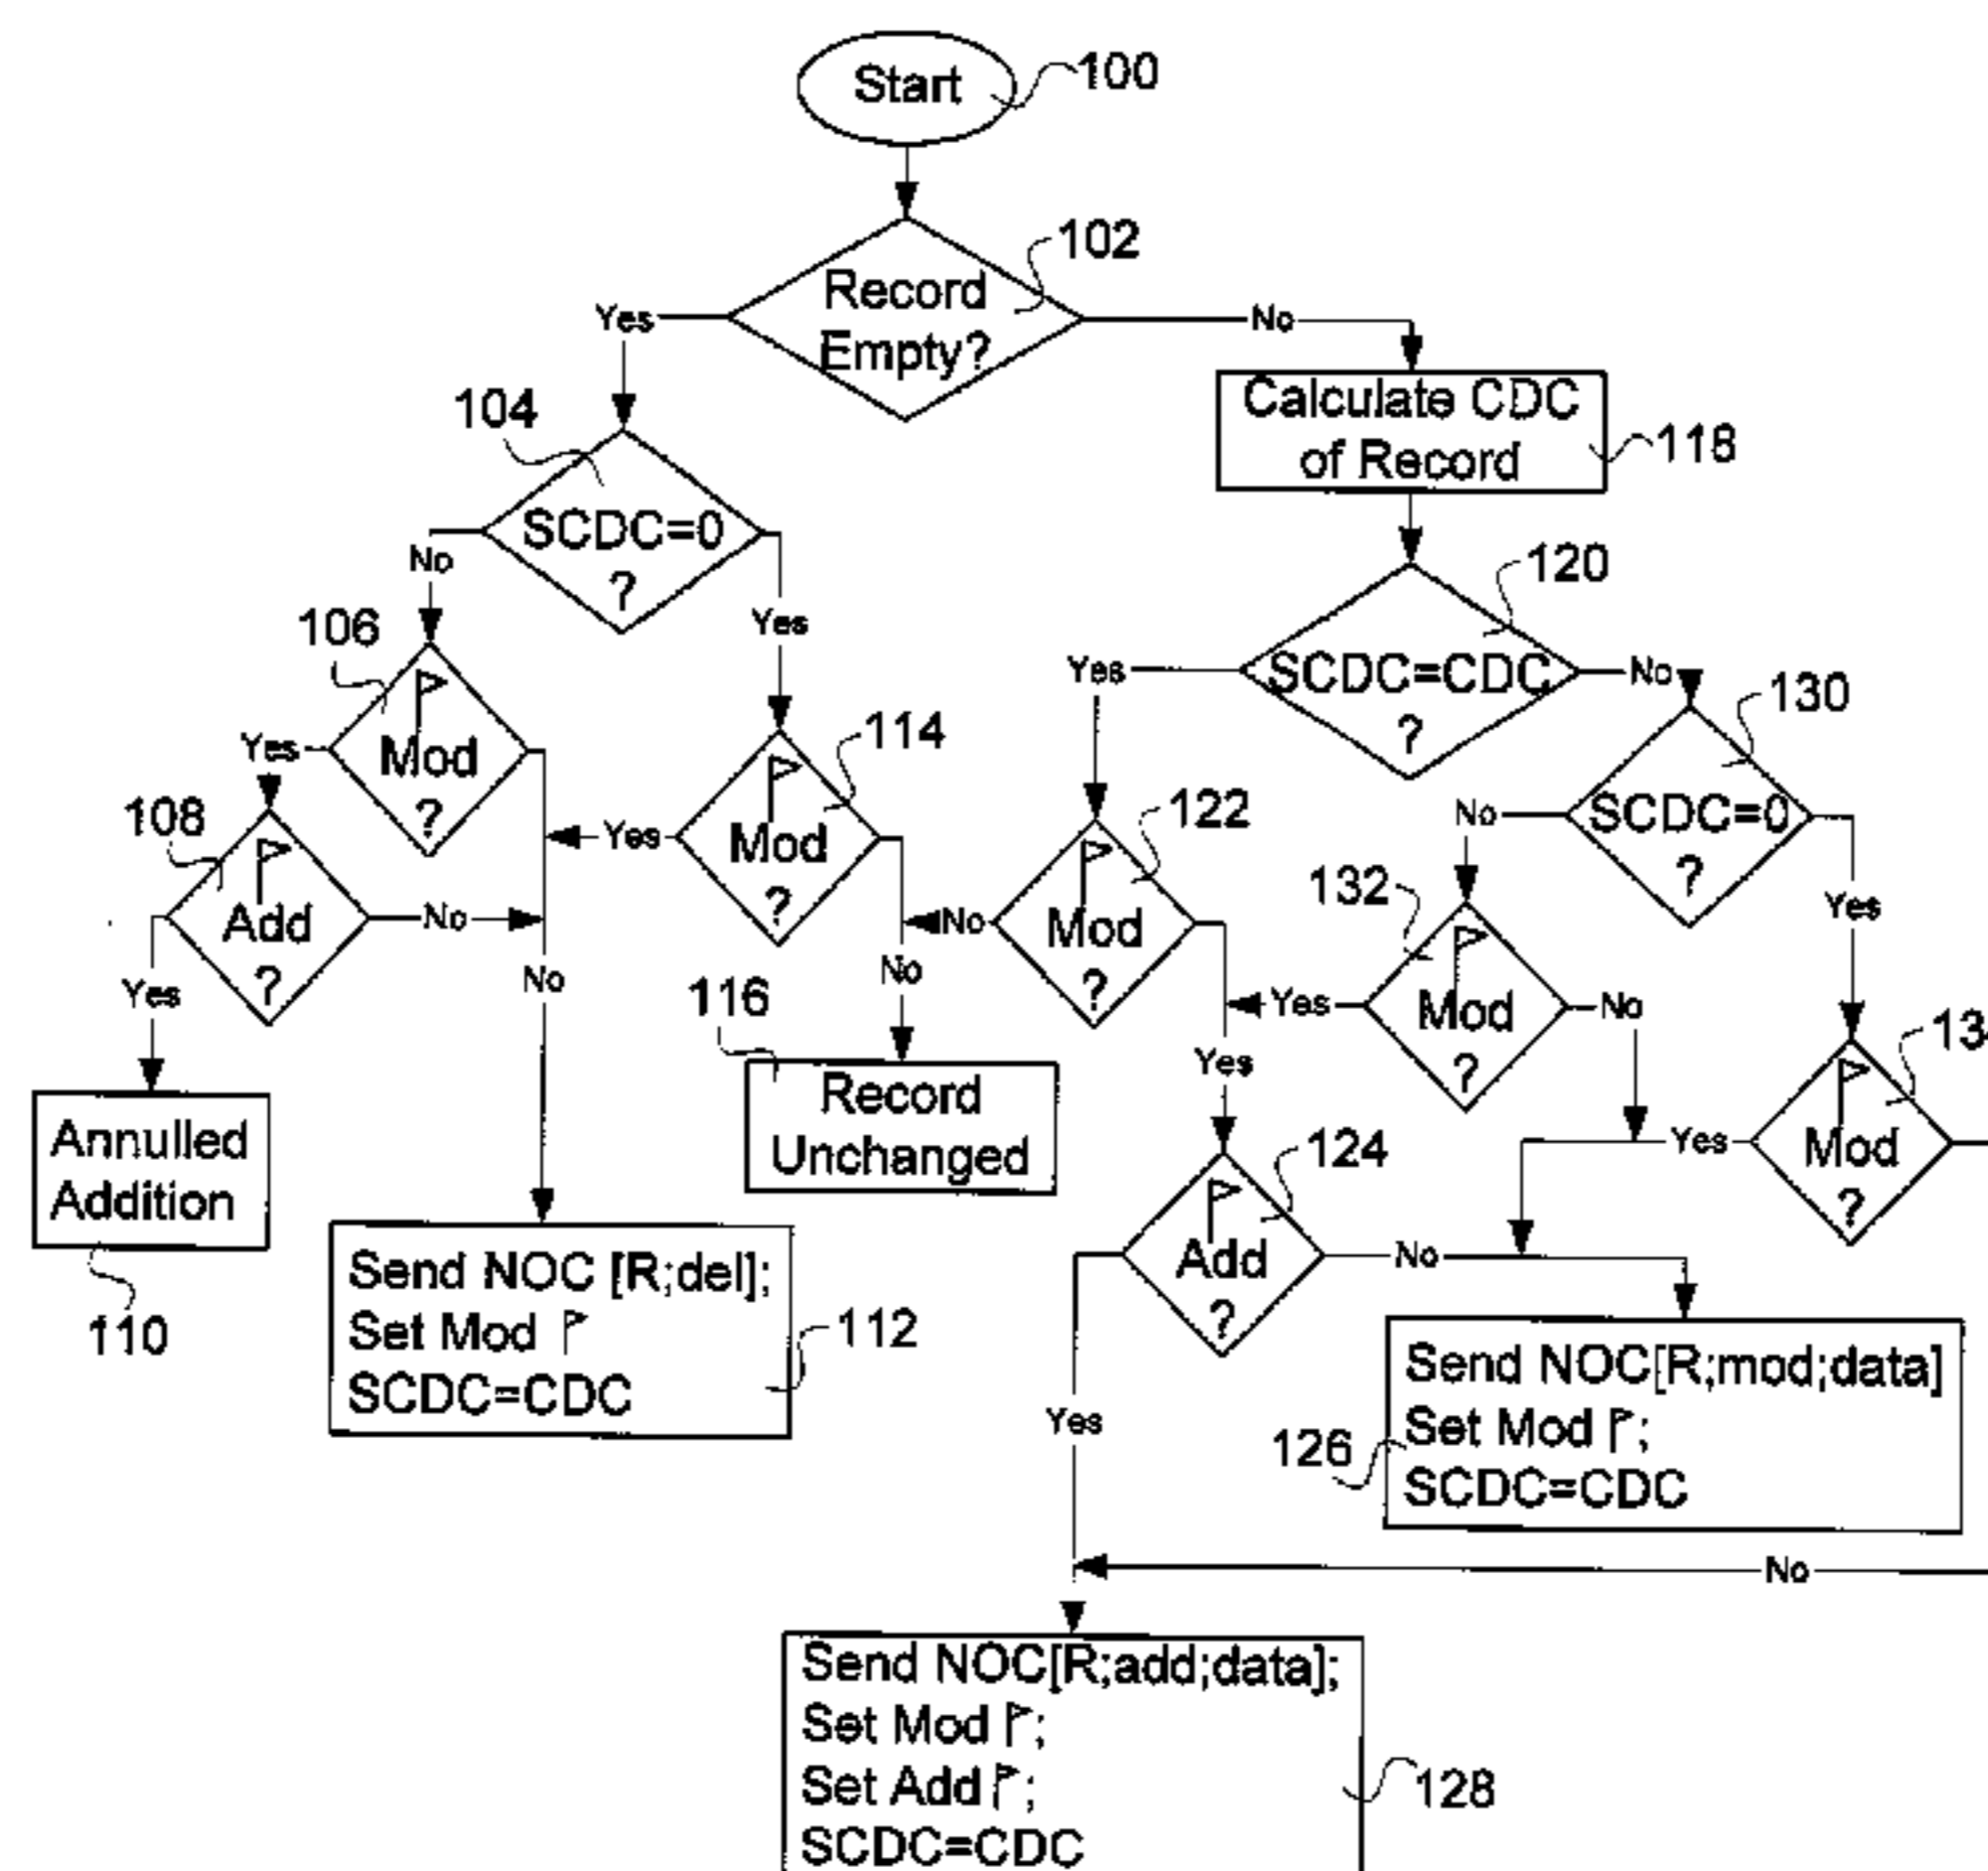 Start
100
Record
Empty?
102
Yes
No
Calculate CDC
of Record
118
104
SCDC=0
?
No
Yes
120
SCDC=CDC
?
Yes
No
106
Mod
?
Yes
114
Mod
?
Yes
130
SCDC=0
?
No
Yes
108
Add
?
No
Yes
No
122
Mod
?
No
No
132
Mod
?
Yes
No
Yes
116
Record
Unchanged
Mod
?
Yes
Annulled
Addition
110
124
Add
?
No
Yes
Send NOC [R;del];
Set Mod
SCDC=CDC
112
Send NOC[R;mod;data]
Set Mod ;
SCDC=CDC
126
No
Send NOC[R;add;data];
Set Mod ;
Set Add ;
SCDC=CDC
128